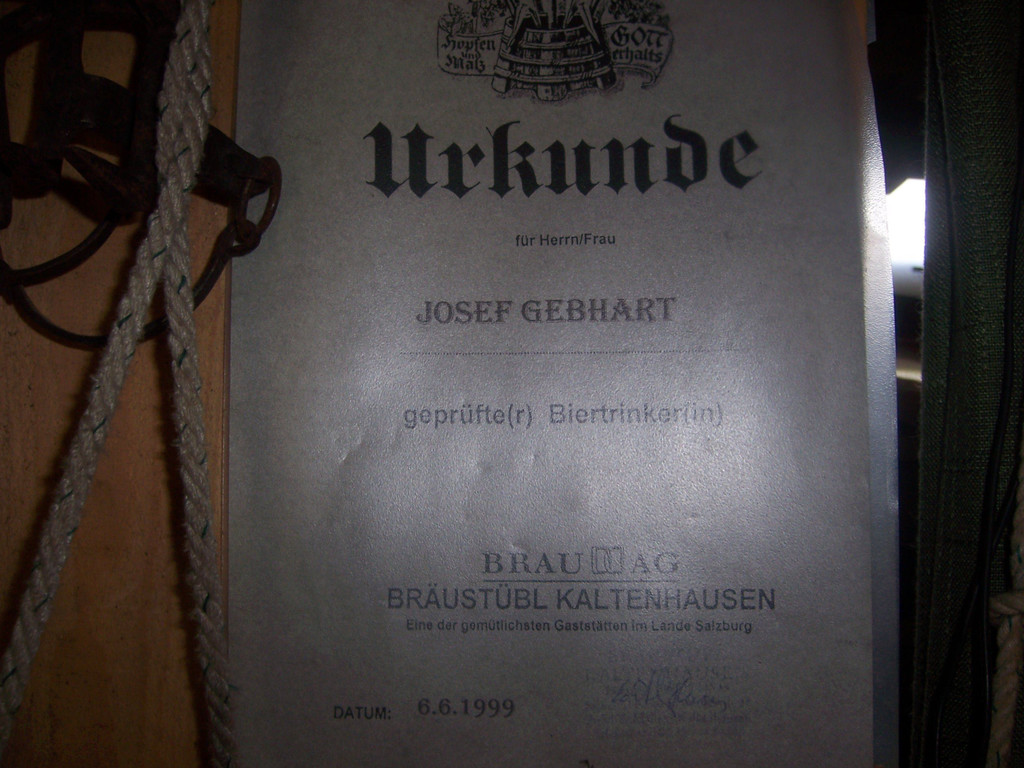 Hopfen und Malz
GOTT erhalts
Urkunde
für Herrn/Frau
JOSEF GEBHART
geprüfte(r) Biertrinker(in)
BRAU AG
BRÄUSTÜBL KALTENHAUSEN
Eine der gemütlichsten Gaststätten im Lande Salzburg
DATUM: 6.6.1999